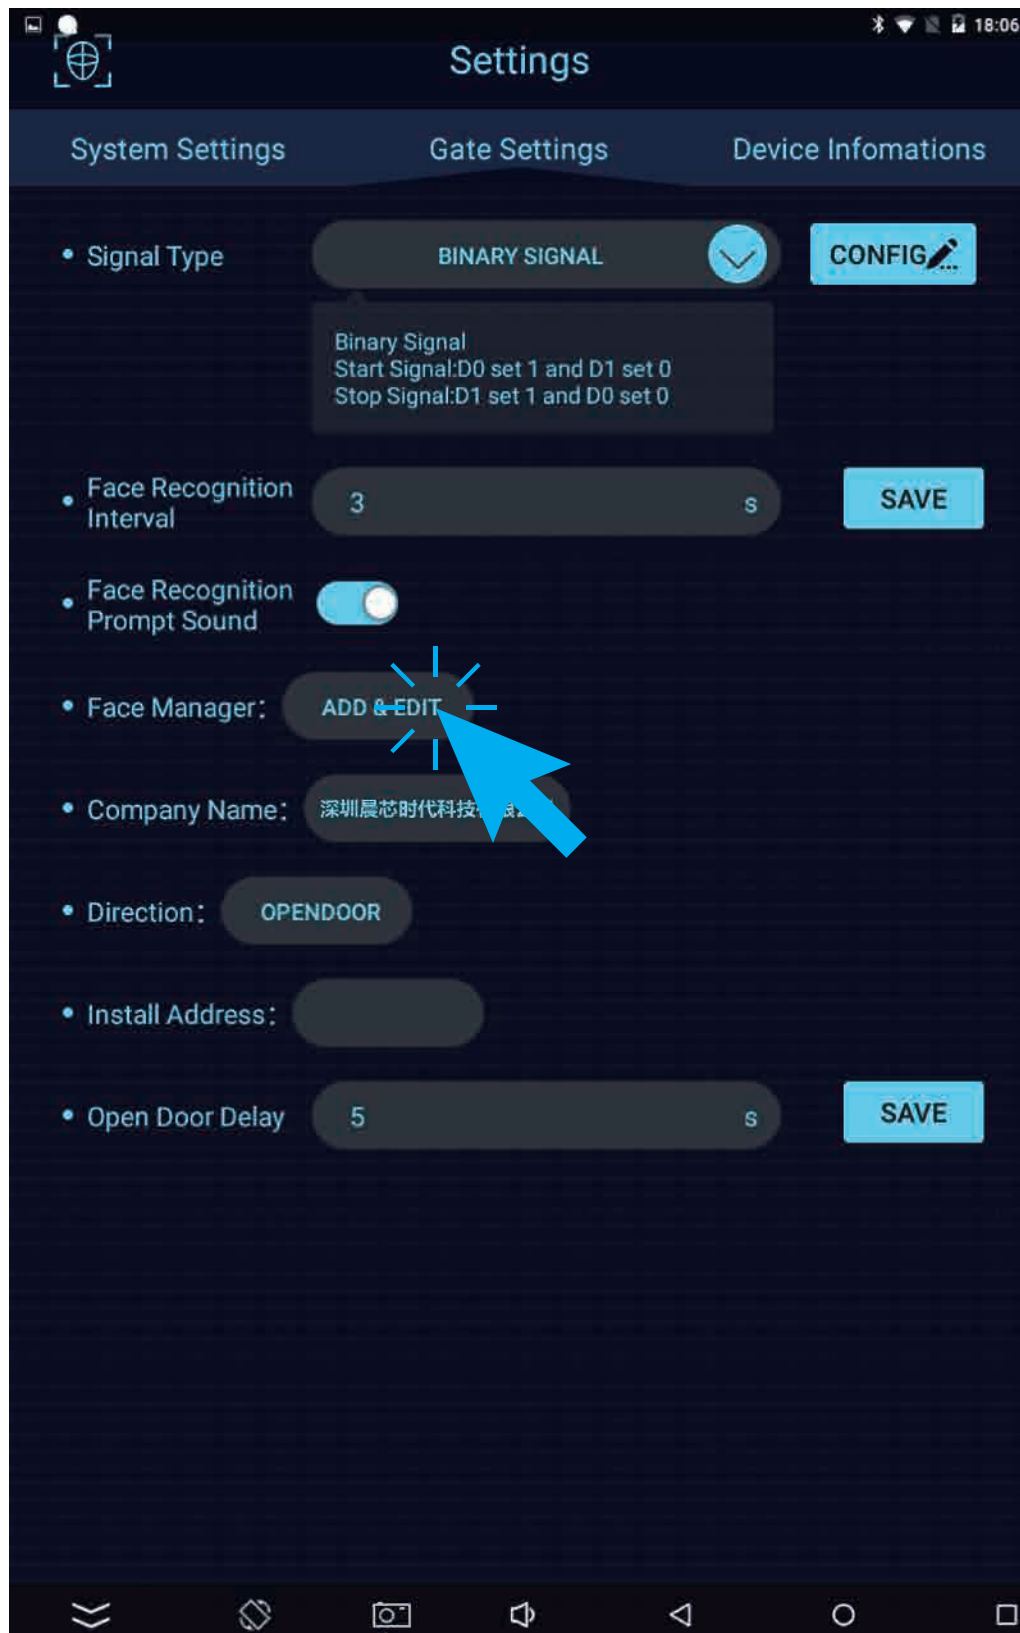 18:06
Settings
System Settings
Gate Settings
Device Infomations
Signal Type
BINARY SIGNAL
CONFIG
Binary Signal
Start Signal:D0 set 1 and D1 set 0
Stop Signal:D1 set 1 and D0 set 0
Face Recognition
Interval
3
s
SAVE
Face Recognition
Prompt Sound
Face Manager:
ADD & EDIT
Company Name:
深圳晨芯时代科技
Direction:
OPENDOOR
Install Address:
Open Door Delay
5
s
SAVE